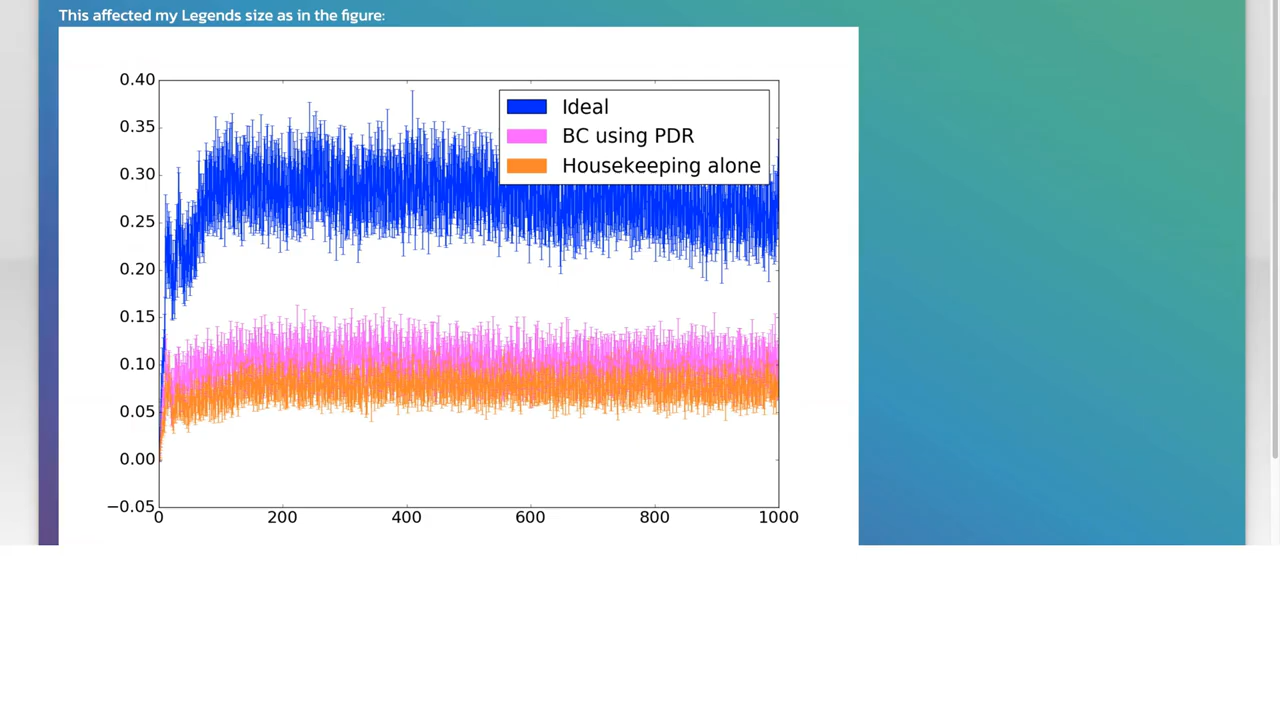 This affected my Legends size as in the figure:
0.40
0.35
0.30
0.25
0.20
0.15
0.10
0.05
0.00
−0.05
Ideal
BC using PDR
Housekeeping alone
0 200 400 600 800 1000